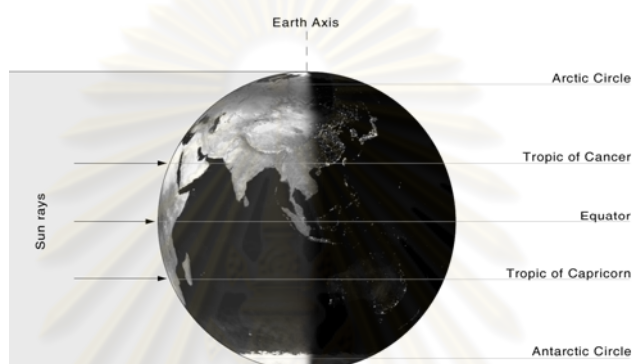 Earth Axis
Arctic Circle
Tropic of Cancer
Sun rays
Equator
Tropic of Capricorn
Antarctic Circle